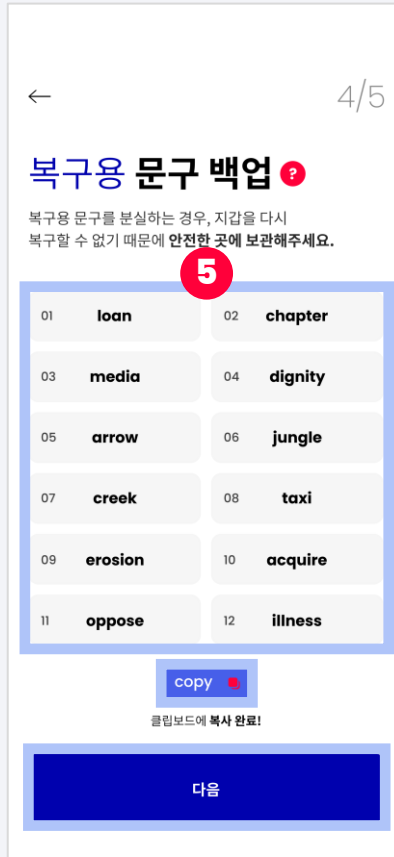 ←
4/5
복구용 문구 백업 ?
복구용 문구를 분실하는 경우, 지갑을 다시
복구할 수 없기 때문에 안전한 곳에 보관해주세요.
5
01 loan 02 chapter
03 media 04 dignity
05 arrow 06 jungle
07 creek 08 taxi
09 erosion 10 acquire
11 oppose 12 illness
copy
클립보드에 복사 완료!
다음